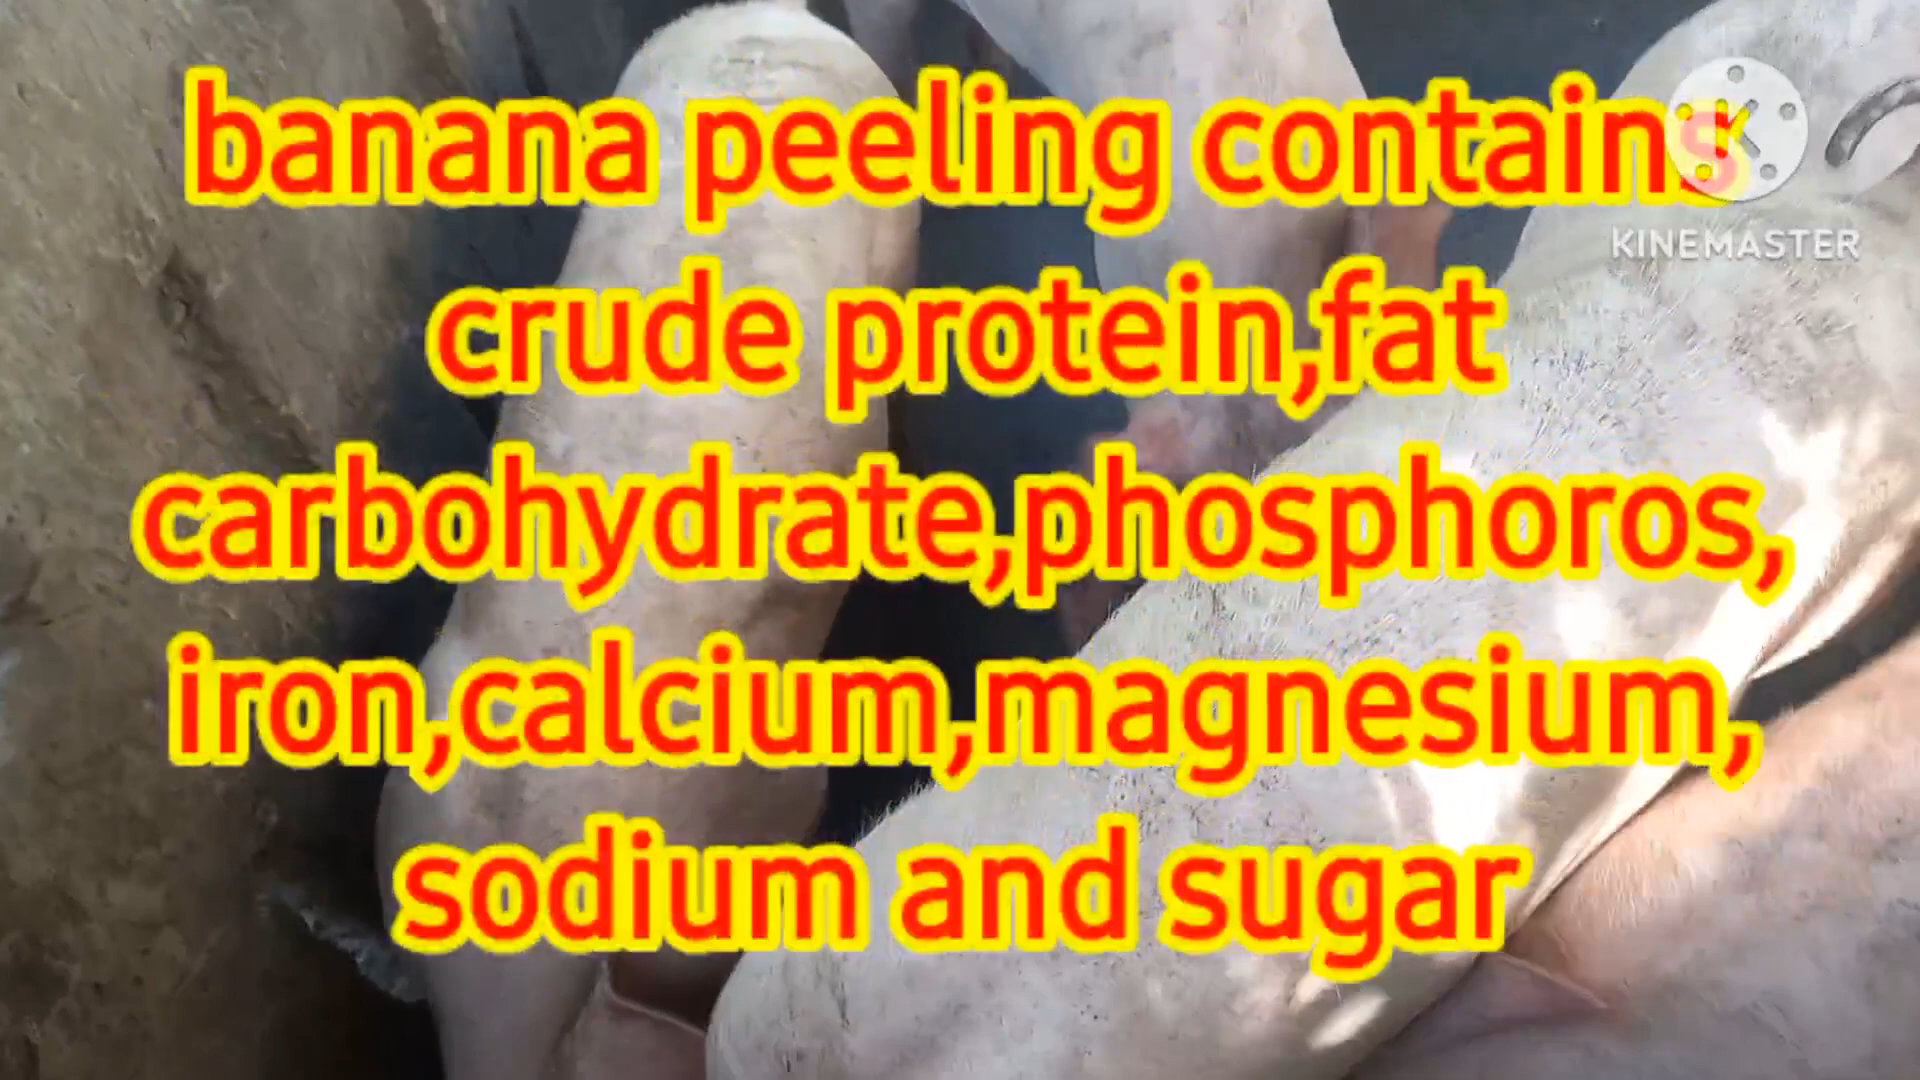 banana peeling contains
KINEMASTER
crude protein,fat
carbohydrate,phosphoros,
iron,calcium,magnesium,
sodium and sugar